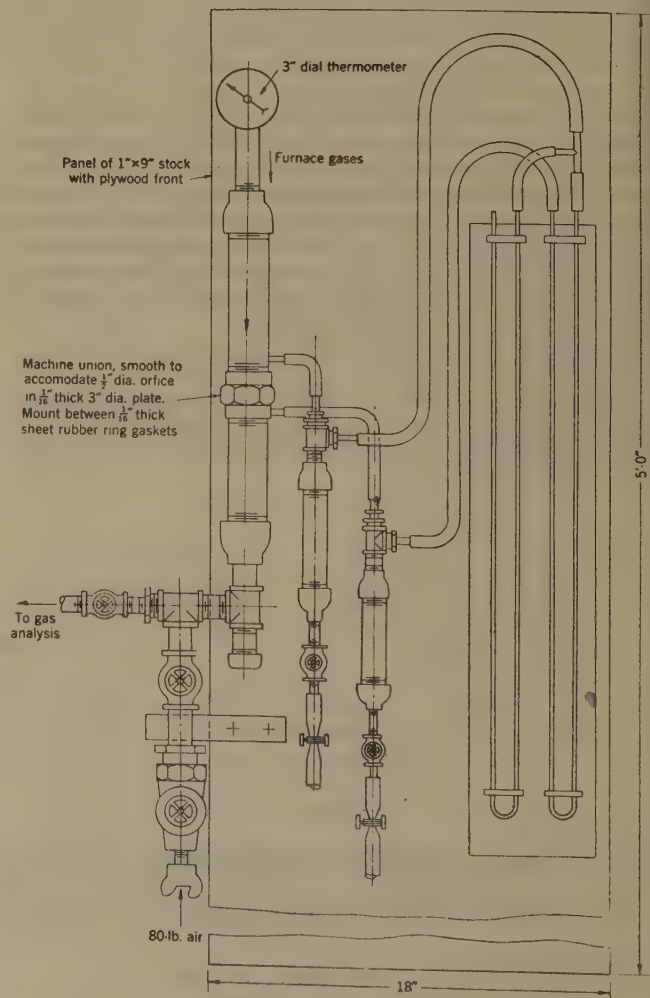 3" dial thermometer
Panel of 1"×9" stock
with plywood front
Furnace gases
Machine union, smooth to
accomodate 1/2" dia. orifice
in 1/16" thick 3" dia. plate.
Mount between 1/16" thick
sheet rubber ring gaskets
5'-0"
To gas
analysis
80-lb. air
18"